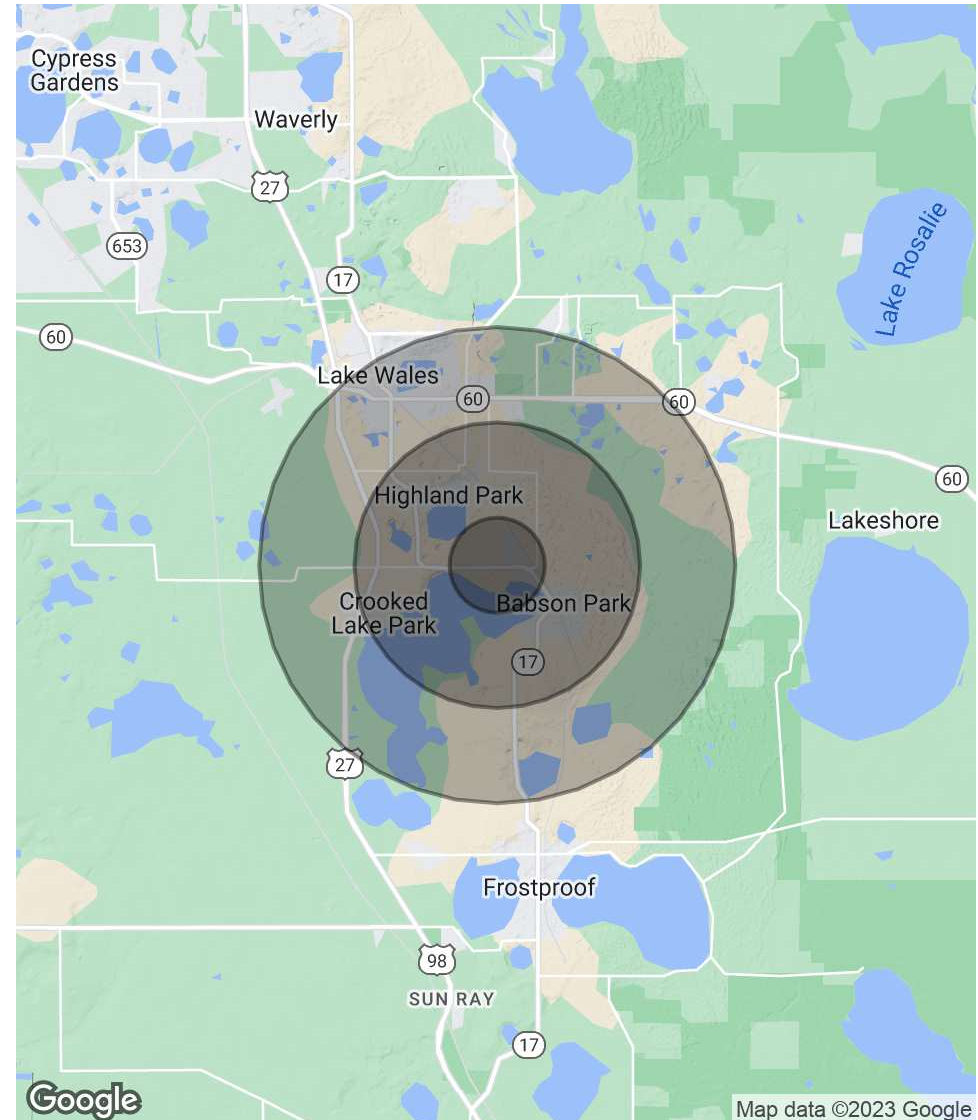 Cypress
Gardens
Waverly
27
653
17
Lake Rosalie
60
Lake Wales
60
60
60
Highland Park
Lakeshore
Crooked
Lake Park
Babson Park
17
27
Frostproof
98
SUN RAY
17
Google
Map data ©2023 Google